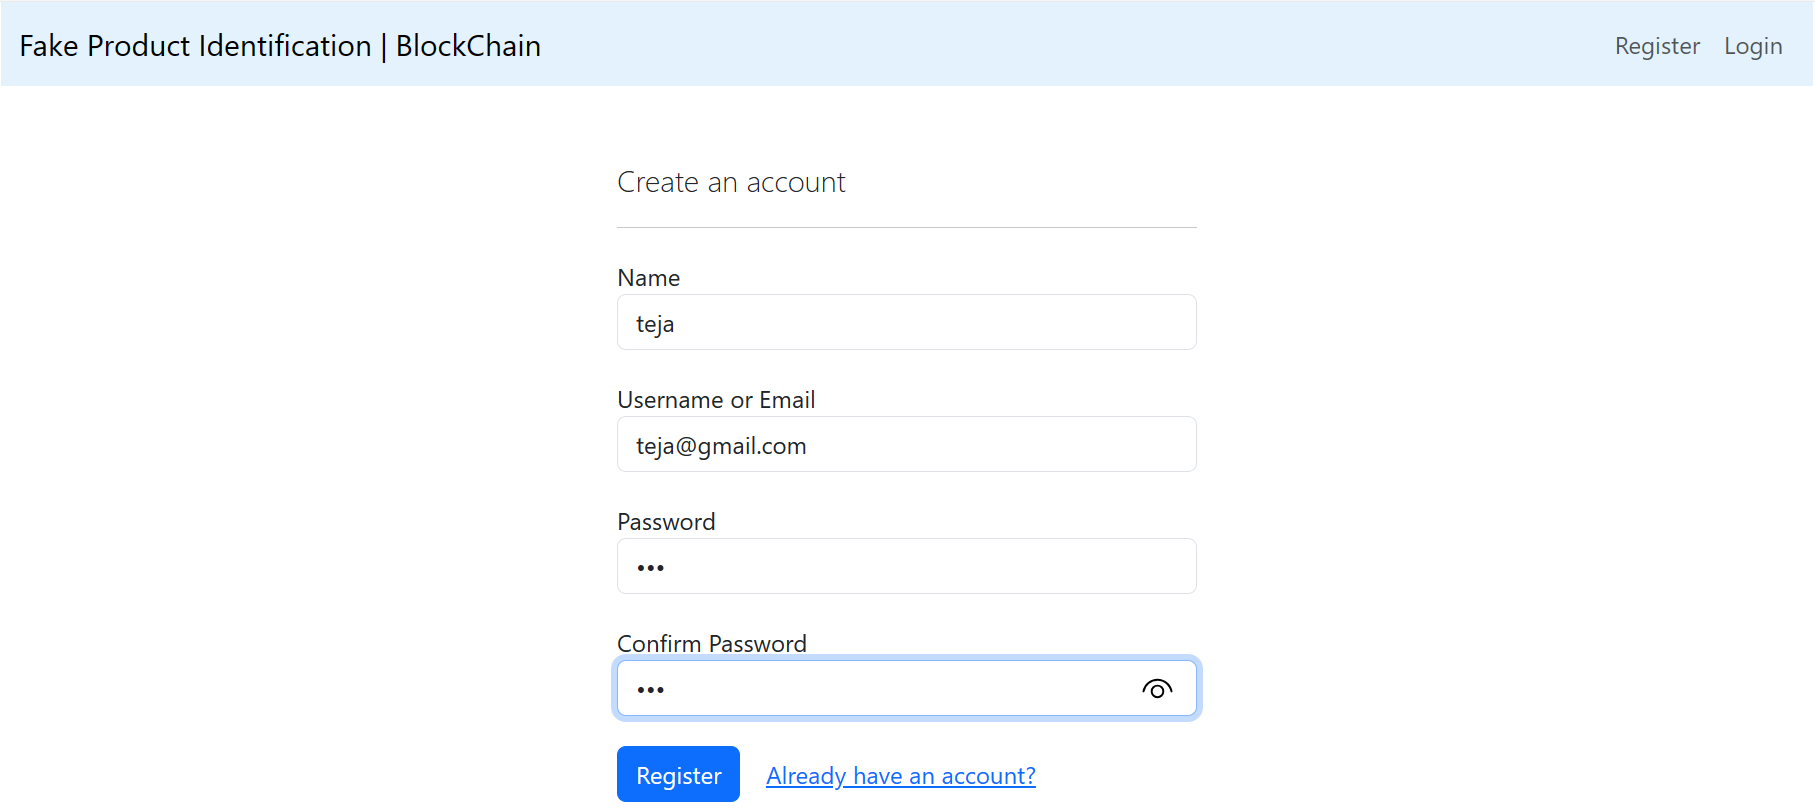 Fake Product Identification | BlockChain
Register Login
Create an account
Name
teja
Username or Email
teja@gmail.com
Password
•••
Confirm Password
•••
Register Already have an account?